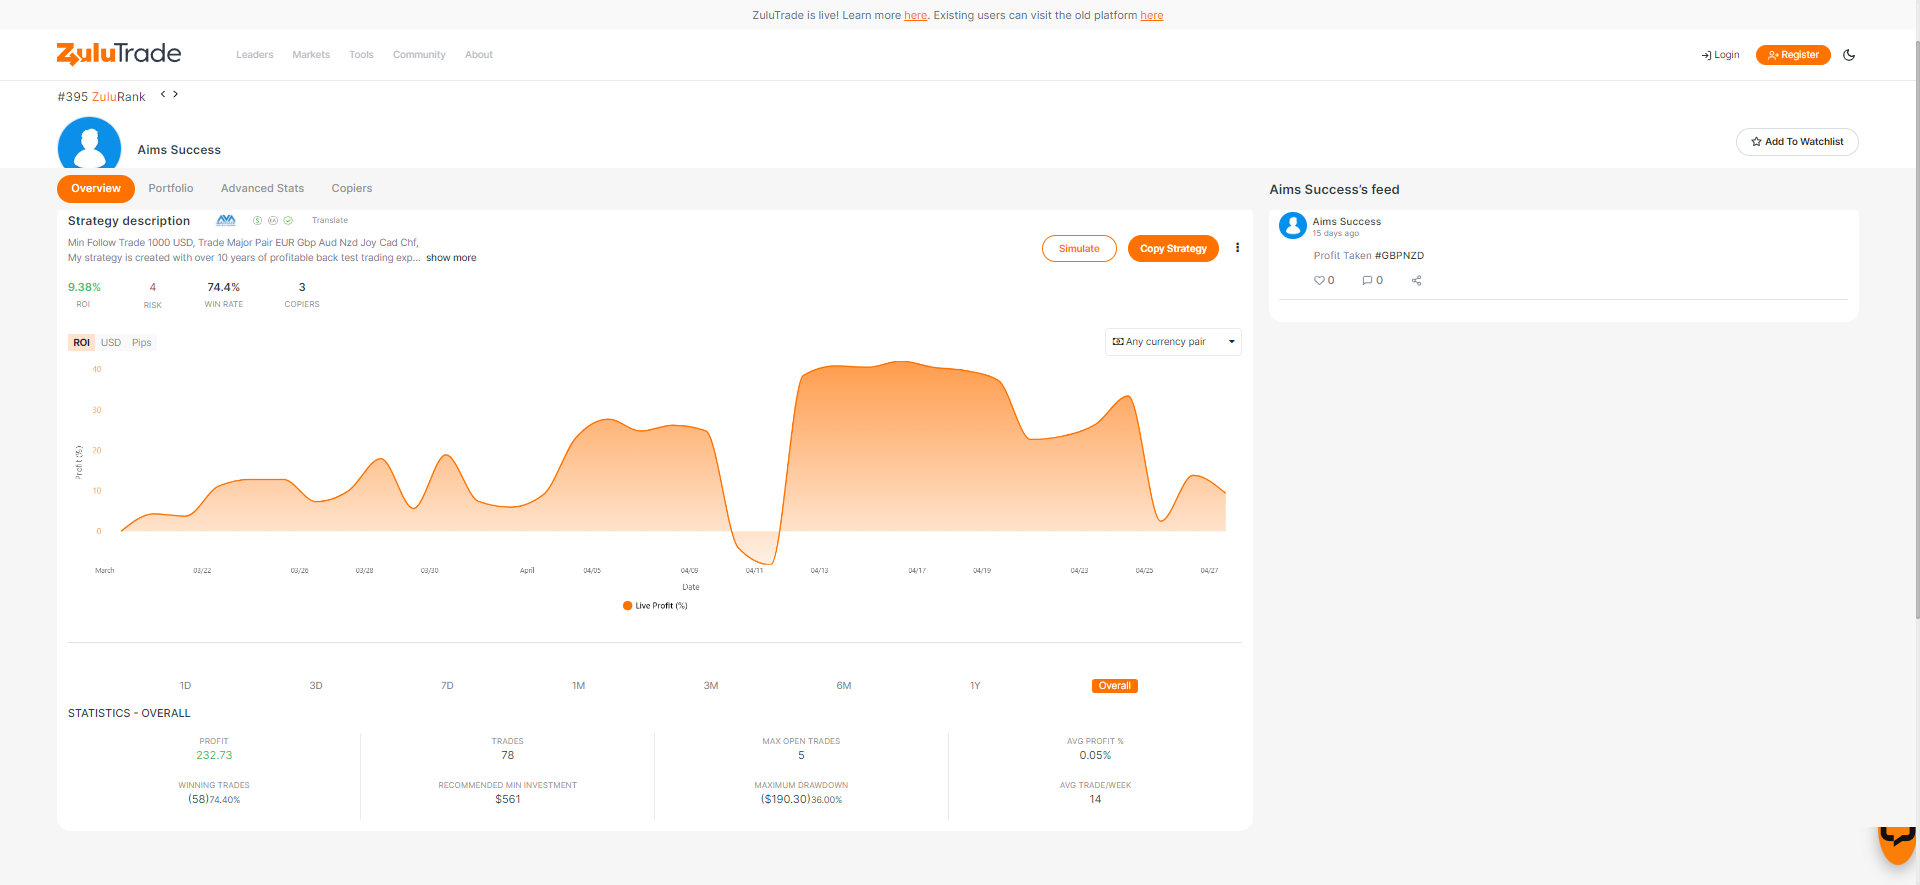 ZuluTrade is live! Learn more here. Existing users can visit the old platform here
ZuluTrade
Leaders Markets Tools Community About
Login
Register
#395 ZuluRank
Aims Success
Add To Watchlist
Overview Portfolio Advanced Stats Copiers
Aims Success's feed
Strategy description
Translate
Min Follow Trade 1000 USD, Trade Major Pair EUR Gbp Aud Nzd Joy Cad Chf,
My strategy is created with over 10 years of profitable back test trading exp... show more
Simulate
Copy Strategy
Aims Success
15 days ago
Profit Taken #GBPNZD
0 0
9.38% 4 74.4% 3
ROI RISK WIN RATE COPIERS
ROI USD Pips
Any currency pair
40
30
20
10
0
Profit (%)
March 03/22 03/26 03/28 03/30 April 04/05 04/09 04/11 04/13 04/17 04/19 04/23 04/25 04/27
Date
Live Profit (%)
1D 3D 7D 1M 3M 6M 1Y Overall
STATISTICS - OVERALL
PROFIT TRADES MAX OPEN TRADES AVG PROFIT %
232.73 78 5 0.05%
WINNING TRADES RECOMMENDED MIN INVESTMENT MAXIMUM DRAWDOWN AVG TRADE/WEEK
(58)74.40% $561 ($190.30)36.00% 14